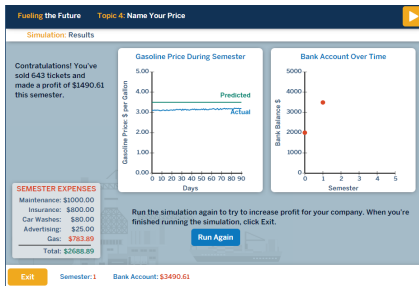 Fueling the Future Topic 4: Name Your Price
Simulation: Results
Contratulations! You've
sold 643 tickets and
made a profit of $1490.61
this semester.
Gasoline Price During Semester
Gasoline Price: $ per Gallon
5.00
4.00
3.00
2.00
1.00
0.00
Predicted
Actual
0 10 20 30 40 50 60 70 80 90
Days
Bank Account Over Time
Bank Balance $
5000
4000
3000
2000
1000
0
0 1 2 3 4 5
Semester
SEMESTER EXPENSES
Maintenance: $1000.00
Insurance: $800.00
Car Washes: $80.00
Advertising: $25.00
Gas: $783.89
Total: $2688.89
Run the simulation again to try to increase profit for your company. When you're
finished running the simulation, click Exit.
Run Again
Exit Semester: 1 Bank Account: $3490.61